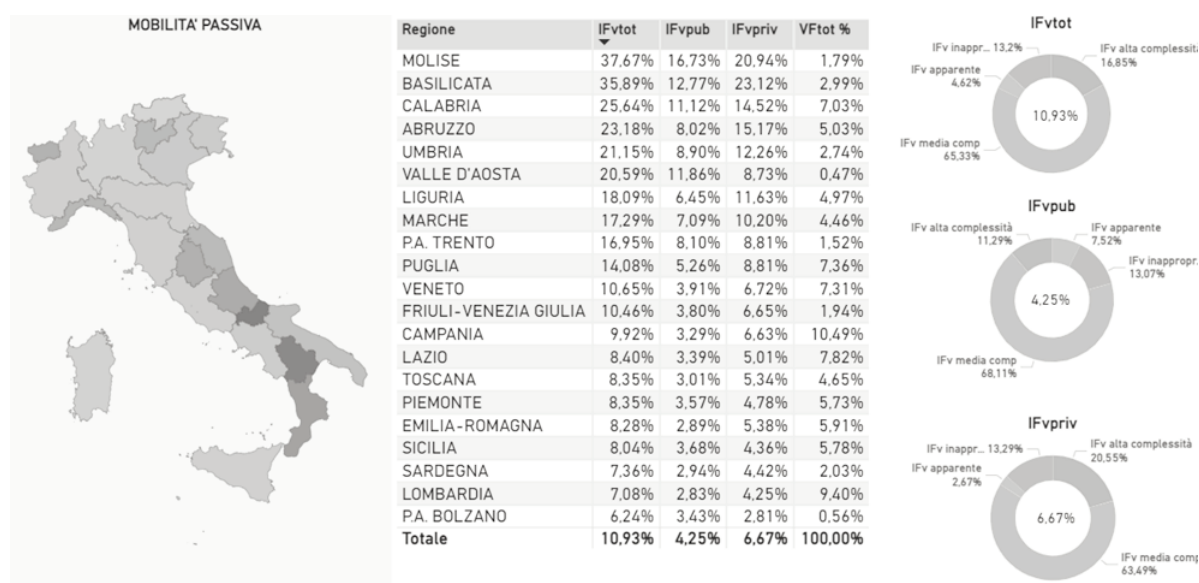 MOBILITA' PASSIVA
Regione IFvtot IFvpub IFvpriv VFtot %
MOLISE 37,67% 16,73% 20,94% 1,79%
BASILICATA 35,89% 12,77% 23,12% 2,99%
CALABRIA 25,64% 11,12% 14,52% 7,03%
ABRUZZO 23,18% 8,02% 15,17% 5,03%
UMBRIA 21,15% 8,90% 12,26% 2,74%
VALLE D'AOSTA 20,59% 11,86% 8,73% 0,47%
LIGURIA 18,09% 6,45% 11,63% 4,97%
MARCHE 17,29% 7,09% 10,20% 4,46%
P.A. TRENTO 16,95% 8,10% 8,81% 1,52%
PUGLIA 14,08% 5,26% 8,81% 7,36%
VENETO 10,65% 3,91% 6,72% 7,31%
FRIULI-VENEZIA GIULIA 10,46% 3,80% 6,65% 1,94%
CAMPANIA 9,92% 3,29% 6,63% 10,49%
LAZIO 8,40% 3,39% 5,01% 7,82%
TOSCANA 8,35% 3,01% 5,34% 4,65%
PIEMONTE 8,35% 3,57% 4,78% 5,73%
EMILIA-ROMAGNA 8,28% 2,89% 5,38% 5,91%
SICILIA 8,04% 3,68% 4,36% 5,78%
SARDEGNA 7,36% 2,94% 4,42% 2,03%
LOMBARDIA 7,08% 2,83% 4,25% 9,40%
P.A. BOLZANO 6,24% 3,43% 2,81% 0,56%
Totale 10,93% 4,25% 6,67% 100,00%
IFvtot
IFv inappr... 13,2%
IFv alta complessità
16,85%
IFv apparente
4,62%
10,93%
IFv media comp
65,33%
IFvpub
IFv alta complessità
11,29%
IFv apparente
7,52%
IFv inappropr.
13,07%
4,25%
IFv media comp
68,11%
IFvpriv
IFv inappr... 13,29%
IFv alta complessità
20,55%
IFv apparente
2,67%
6,67%
IFv media comp
63,49%